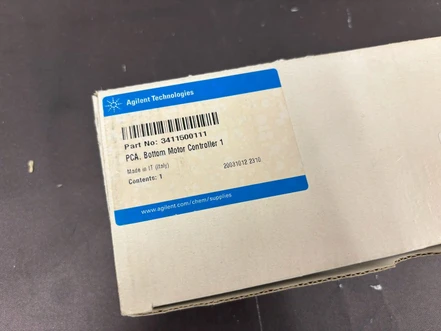 Agilent Technologies
Part No: 3411500111
PCA, Bottom Motor Controller 1
Made in IT (Italy)
20031012 2310
Contents: 1
www.agilent.com/chem/supplies